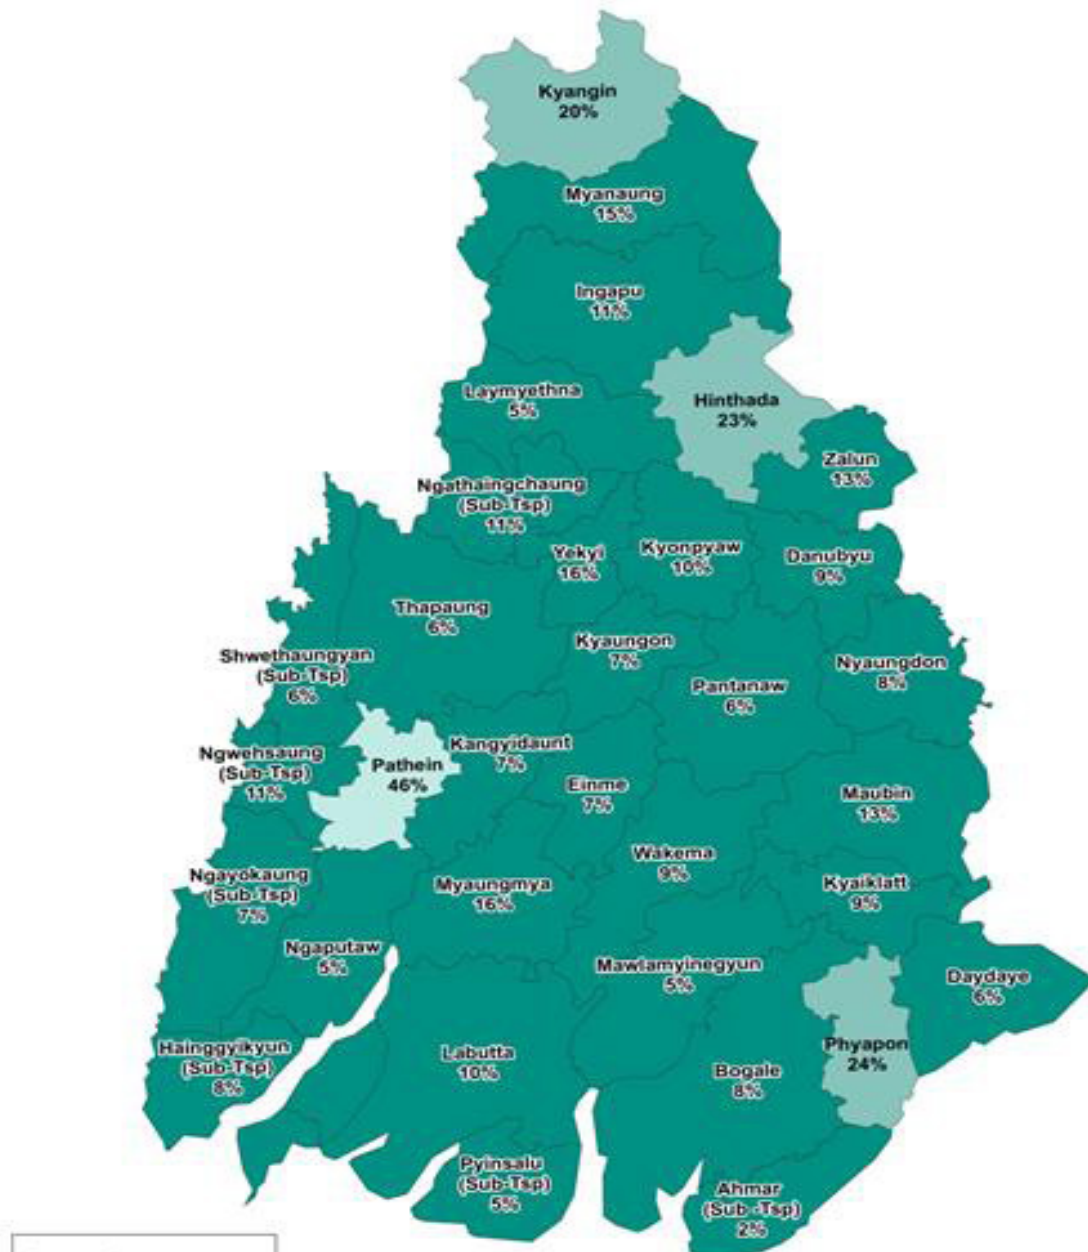 Kyangin
20%
Myanaung
15%
Ingapu
11%
Laymyethna
5%
Hinthada
23%
Zalun
13%
Ngathaingchaung
(Sub-Tsp)
11%
Yekyi
16%
Kyonpyaw
10%
Danubyu
9%
Thapaung
6%
Kyaungon
7%
Shwethaungyan
(Sub-Tsp)
6%
Nyaungdon
8%
Pantanaw
6%
Ngwehsaung
(Sub-Tsp)
11%
Pathein
46%
Kangyidaunt
7%
Einme
7%
Maubin
13%
Wakema
9%
Ngayokaung
(Sub-Tsp)
7%
Myaungmya
16%
Kyaiklatt
9%
Ngaputaw
5%
Mawlamyinegyun
5%
Daydaye
6%
Hainggyikyun
(Sub-Tsp)
8%
Labutta
10%
Phyapon
24%
Bogale
8%
Pyinsalu
(Sub-Tsp)
5%
Ahmar
(Sub -Tsp)
2%